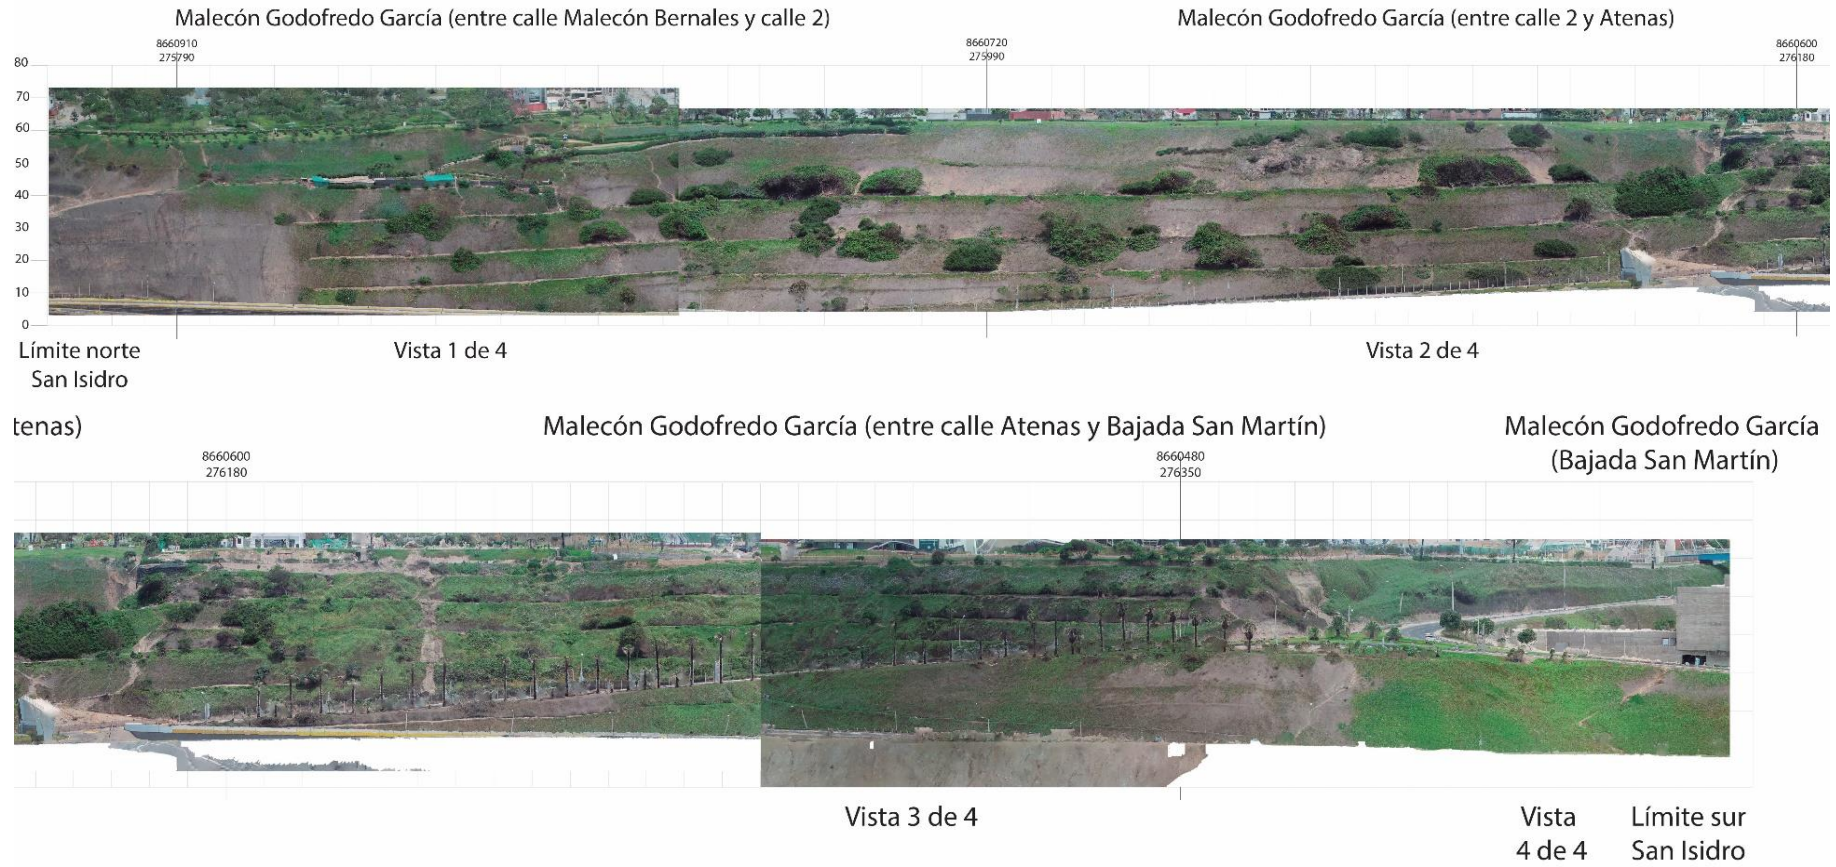 Malecón Godofredo García (entre calle Malecón Bernales y calle 2)
Malecón Godofredo García (entre calle 2 y Atenas)
8660910
275790
8660720
275990
8660600
276180
80
70
60
50
40
30
20
10
0
Límite norte
San Isidro
Vista 1 de 4
Vista 2 de 4
tenas)
Malecón Godofredo García (entre calle Atenas y Bajada San Martín)
Malecón Godofredo García
(Bajada San Martín)
8660600
276180
8660480
276350
Vista 3 de 4
Vista
4 de 4
Límite sur
San Isidro